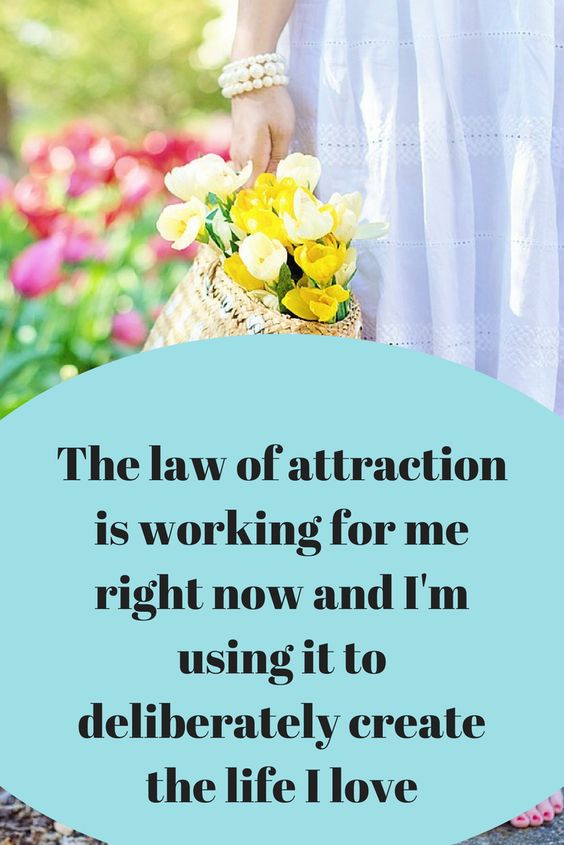 The law of attraction
is working for me
right now and I'm
using it to
deliberately create
the life I love